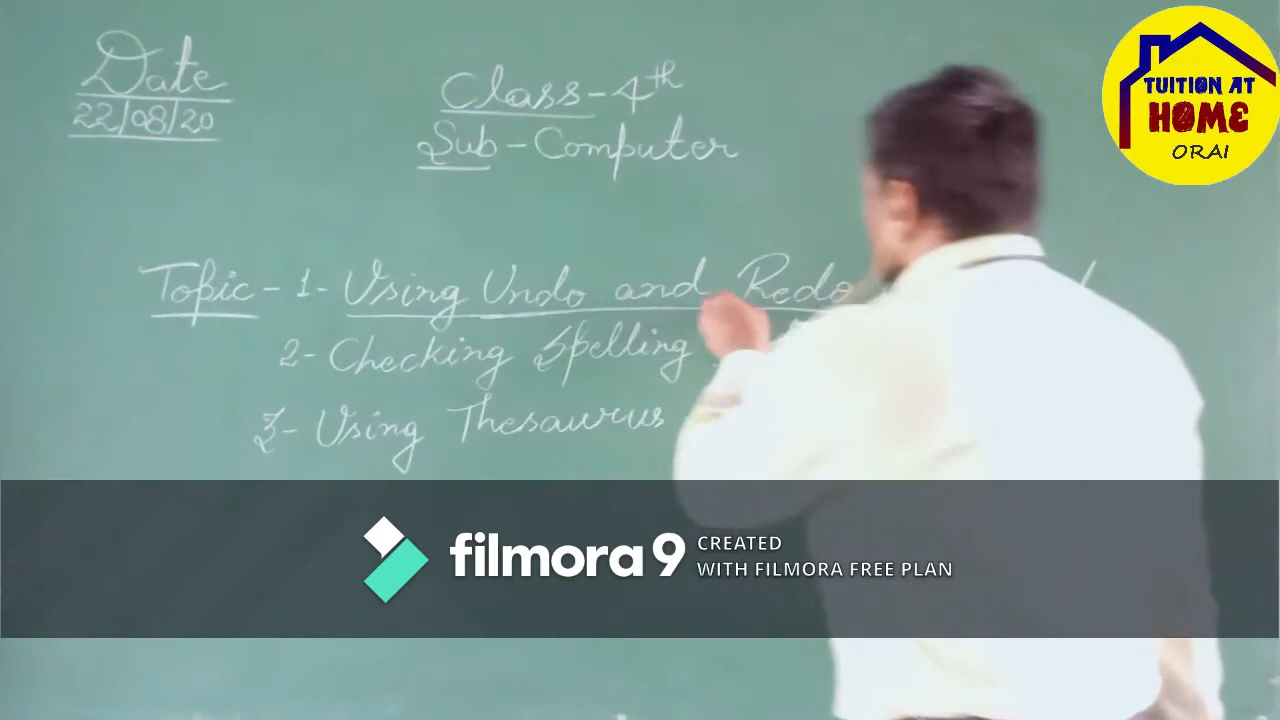 Date
22/08/20
Class-4th
Sub-Computer
Topic-1-Using Undo and Redo
2-Checking Spelling
3-Using Thesaurus
TUITION AT
HOME
ORAI
filmora9
CREATED
WITH FILMORA FREE PLAN